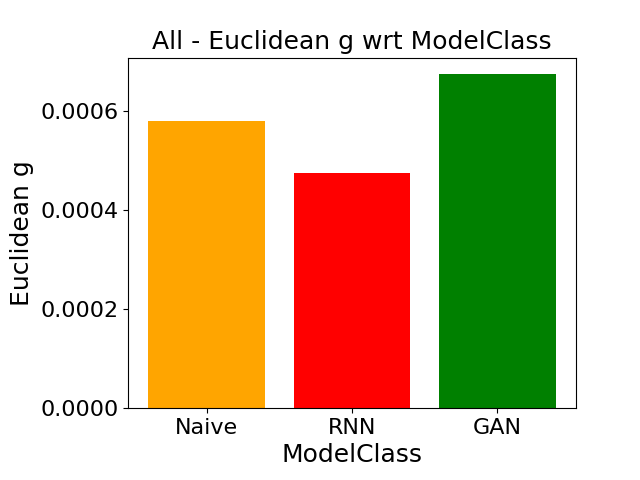 All - Euclidean g wrt ModelClass
Euclidean g
0.0006
0.0004
0.0002
0.0000
Naive RNN GAN
ModelClass